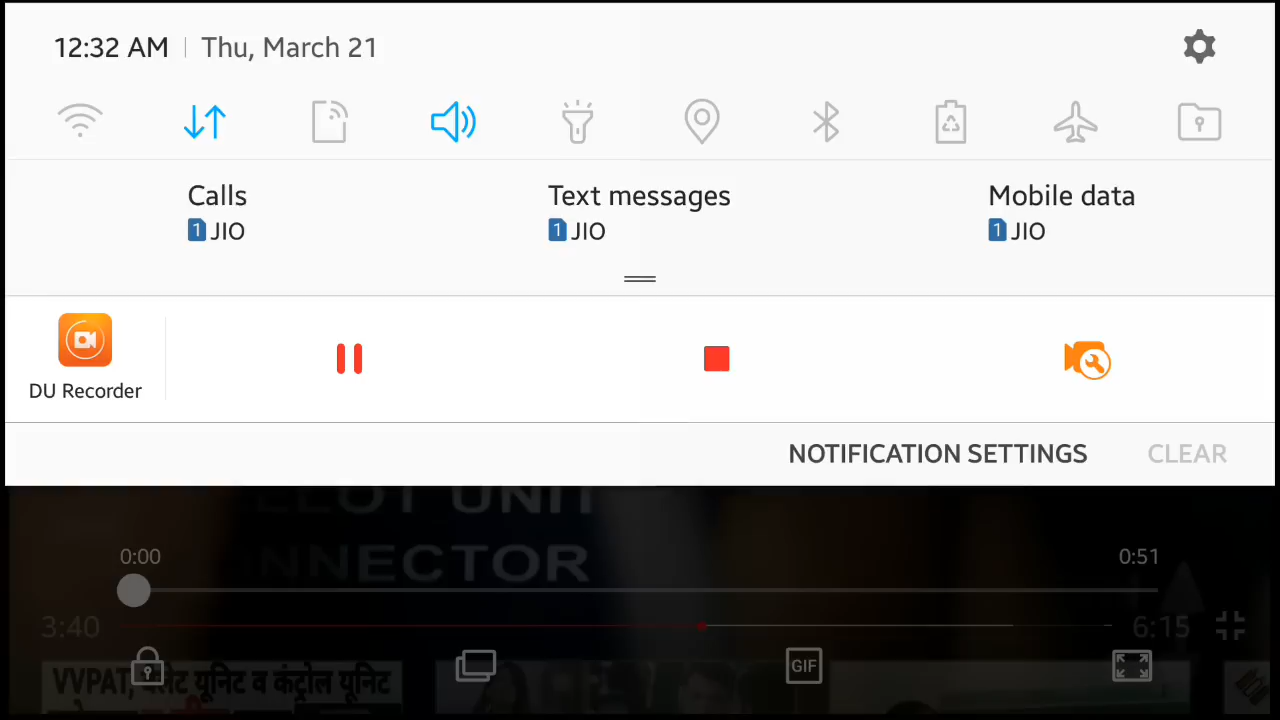 12:32 AM Thu, March 21
Calls Text messages Mobile data
1 JIO 1 JIO 1 JIO
DU Recorder
NOTIFICATION SETTINGS CLEAR
UNIT
0:00 0:51
3:40 6:15
GIF
VVPAT, बैलेट यूनिट व कंट्रोल यूनिट